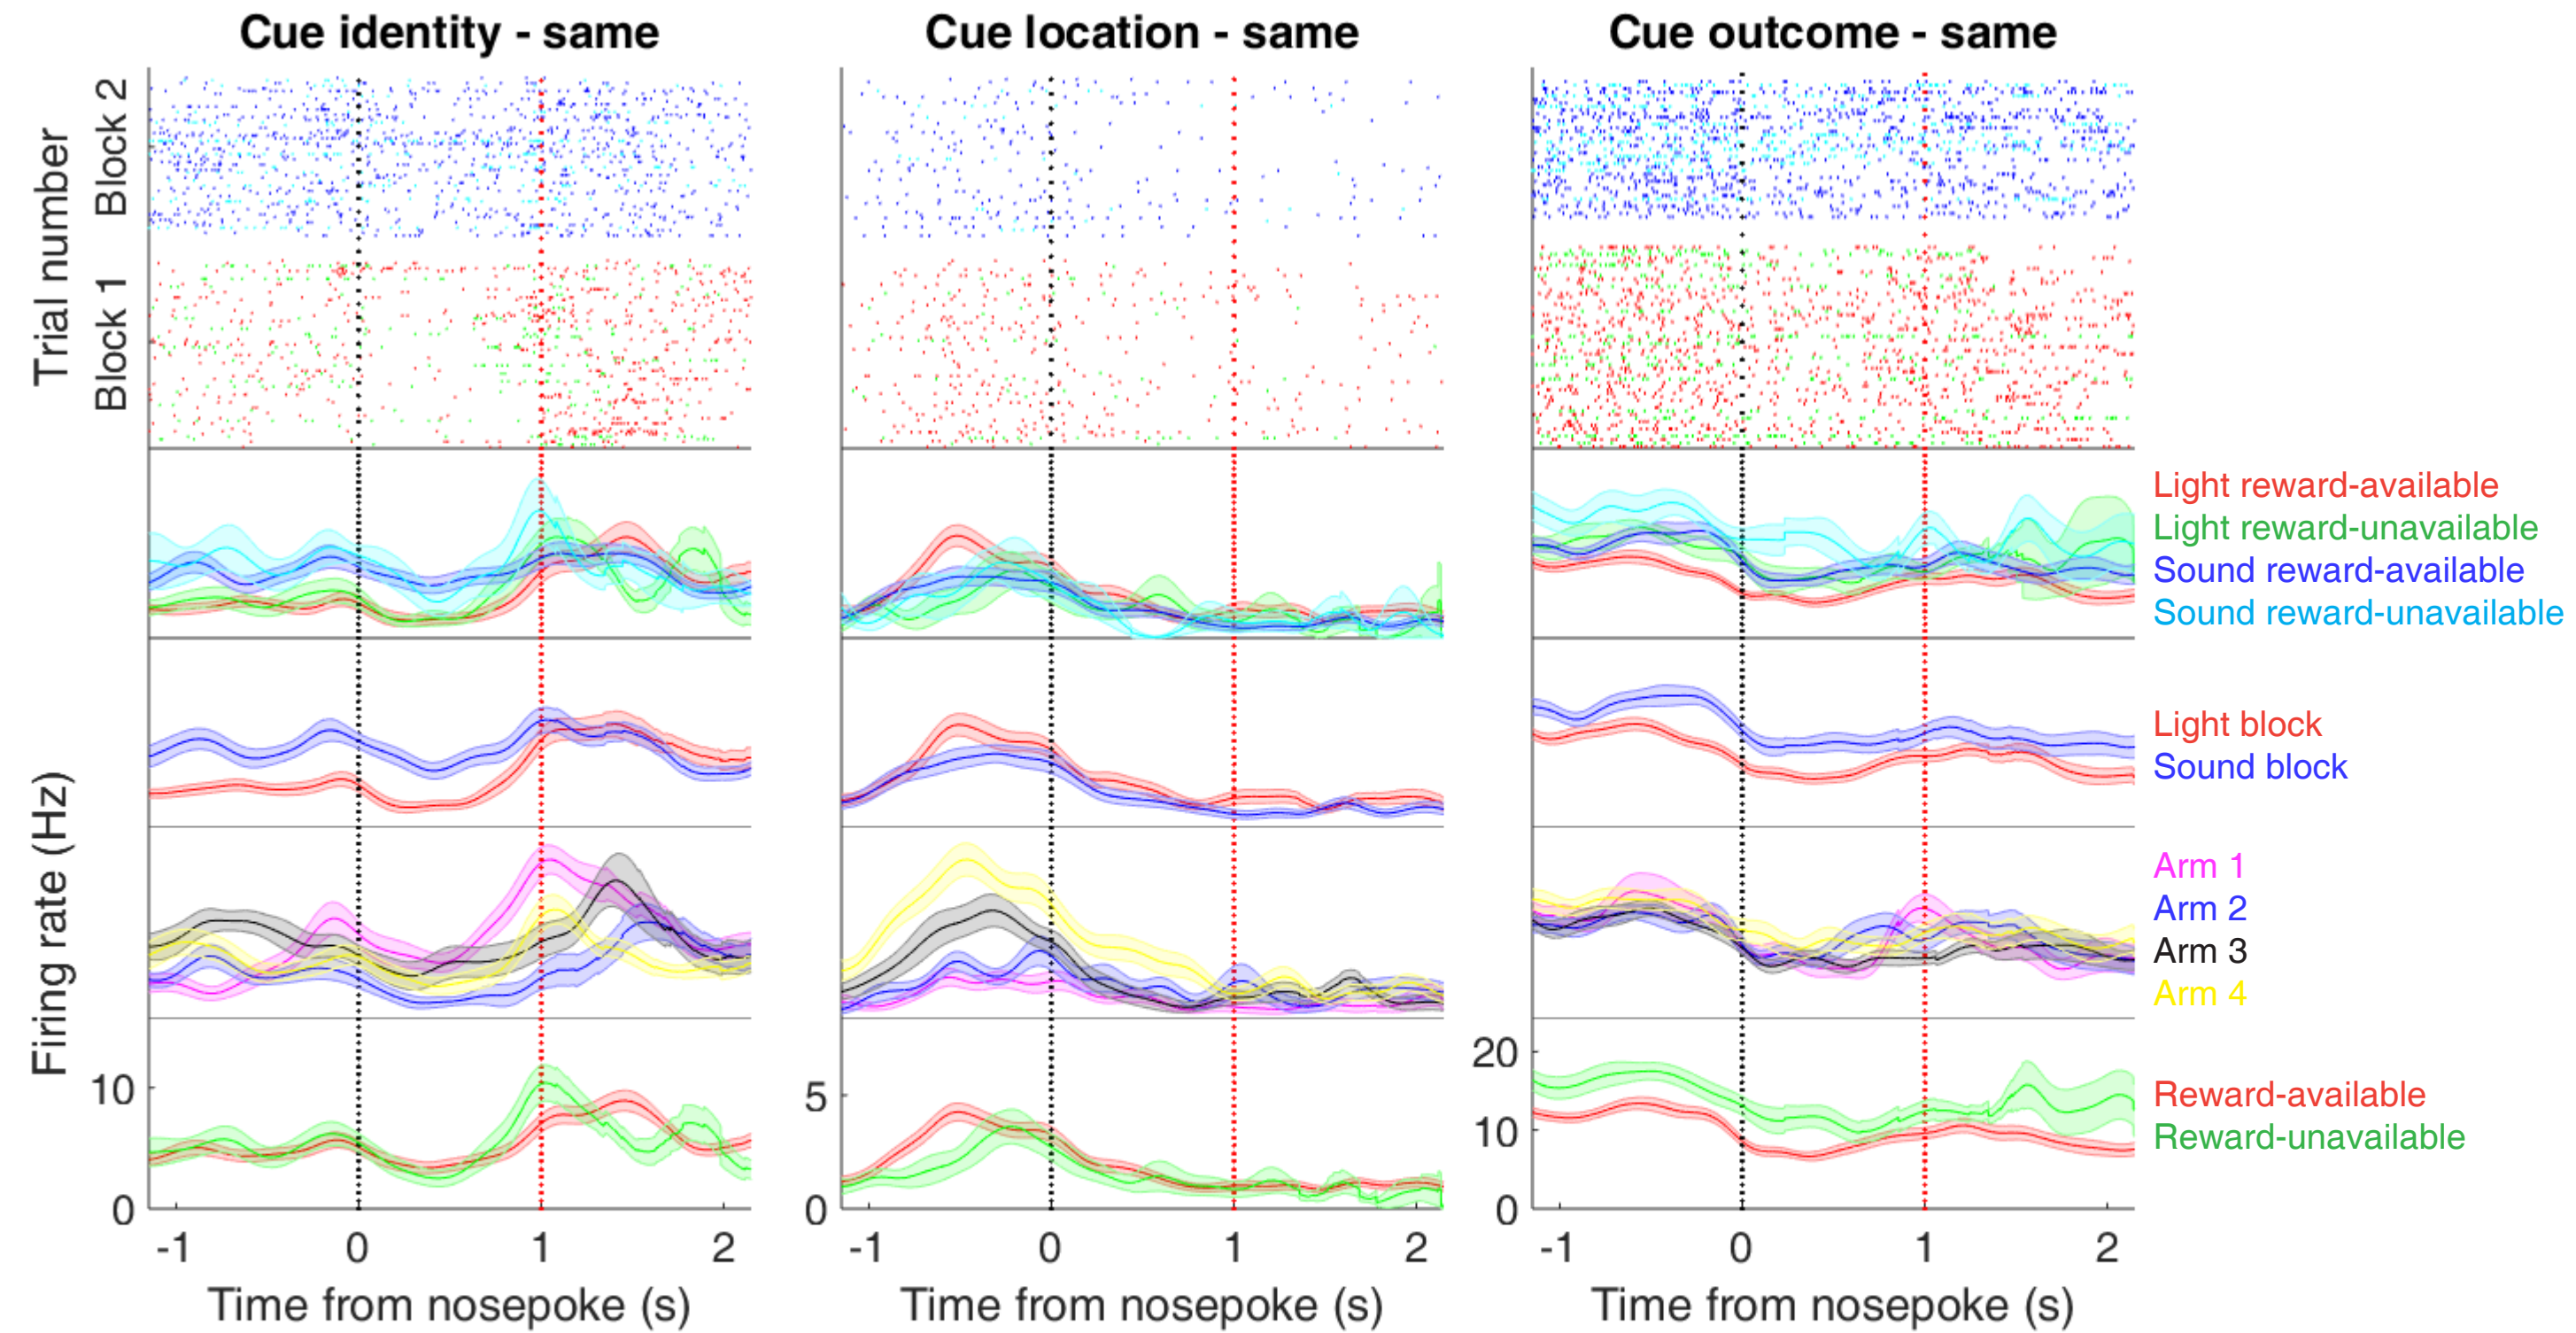 Cue identity - same
Cue location - same
Cue outcome - same
Trial number
Block 2
Block 1
Light reward-available
Light reward-unavailable
Sound reward-available
Sound reward-unavailable
Light block
Sound block
Firing rate (Hz)
Arm 1
Arm 2
Arm 3
Arm 4
10
0
5
0
20
10
0
Reward-available
Reward-unavailable
-1 0 1 2
-1 0 1 2
-1 0 1 2
Time from nosepoke (s)
Time from nosepoke (s)
Time from nosepoke (s)